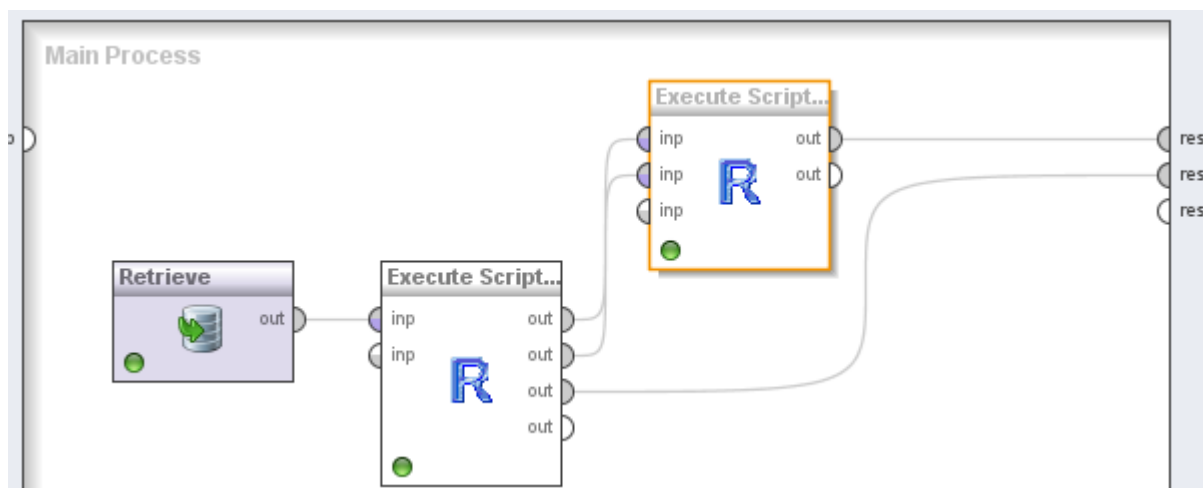 Main Process
Execute Script...
inp out
inp out
inp
R
res
res
res
Retrieve
out
Execute Script...
inp out
inp out
out
out
R